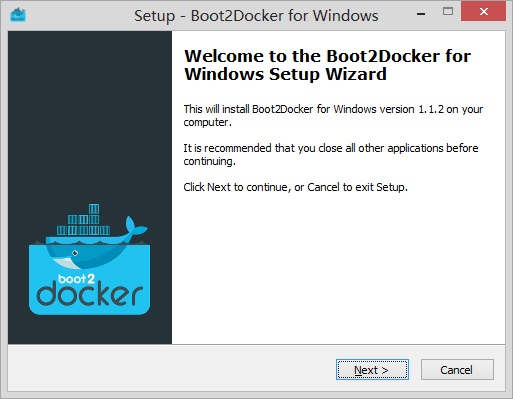 Setup - Boot2Docker for Windows
Welcome to the Boot2Docker for
Windows Setup Wizard
This will install Boot2Docker for Windows version 1.1.2 on your
computer.
It is recommended that you close all other applications before
continuing.
Click Next to continue, or Cancel to exit Setup.
boot2
docker
Next >
Cancel